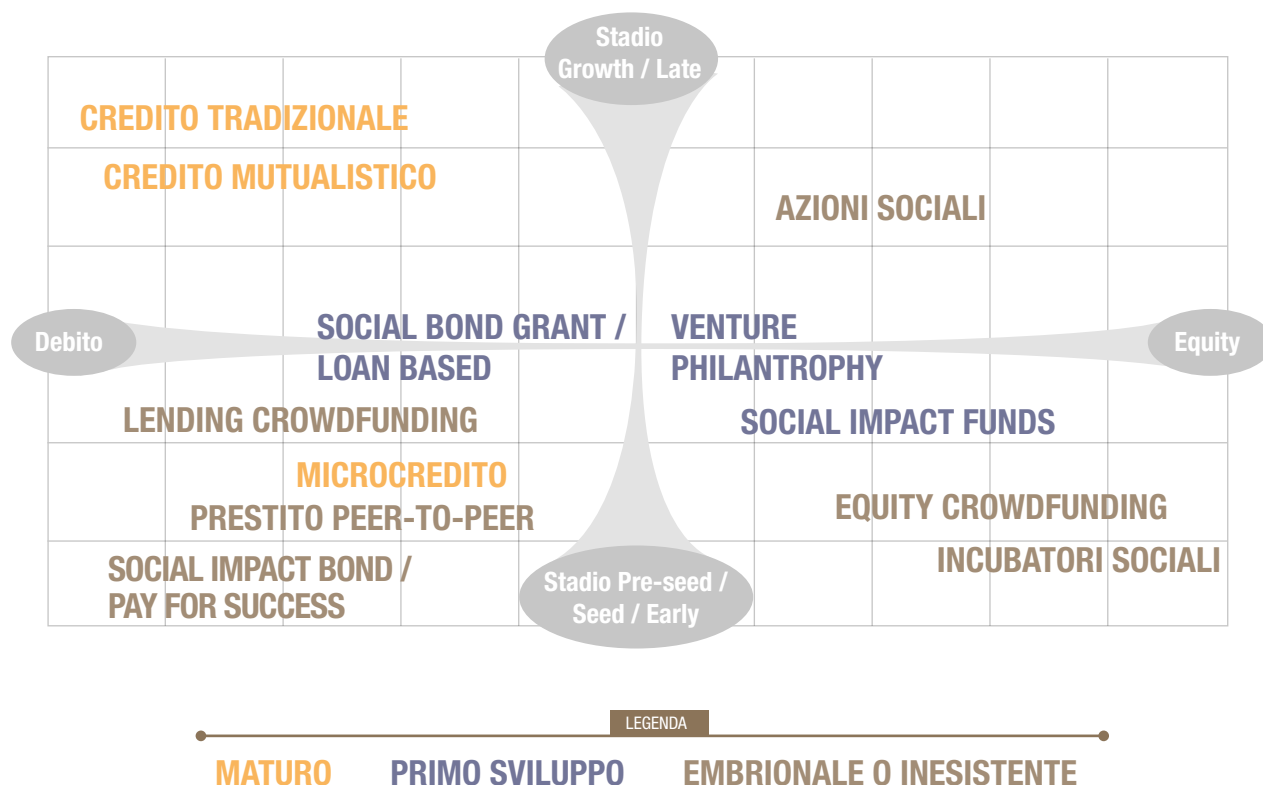 Stadio
Growth / Late
CREDITO TRADIZIONALE
CREDITO MUTUALISTICO
AZIONI SOCIALI
Debito
SOCIAL BOND GRANT /
LOAN BASED
VENTURE
PHILANTROPHY
Equity
LENDING CROWDFUNDING
SOCIAL IMPACT FUNDS
MICROCREDITO
PRESTITO PEER-TO-PEER
EQUITY CROWDFUNDING
SOCIAL IMPACT BOND /
PAY FOR SUCCESS
Stadio Pre-seed /
Seed / Early
INCUBATORI SOCIALI
LEGENDA
MATURO
PRIMO SVILUPPO
EMBRIONALE O INESISTENTE